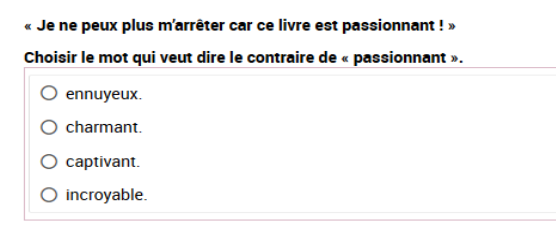 « Je ne peux plus m'arrêter car ce livre est passionnant ! »
Choisir le mot qui veut dire le contraire de « passionnant ».
ennuyeux.
charmant.
captivant.
incroyable.